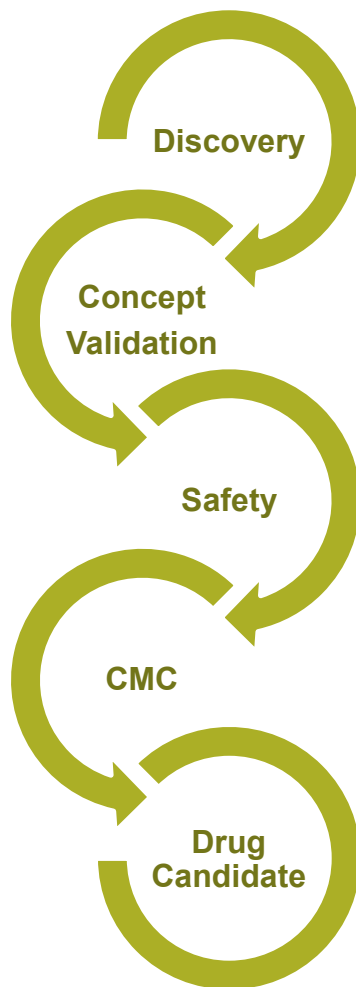 Discovery
Concept
Validation
Safety
CMC
Drug
Candidate